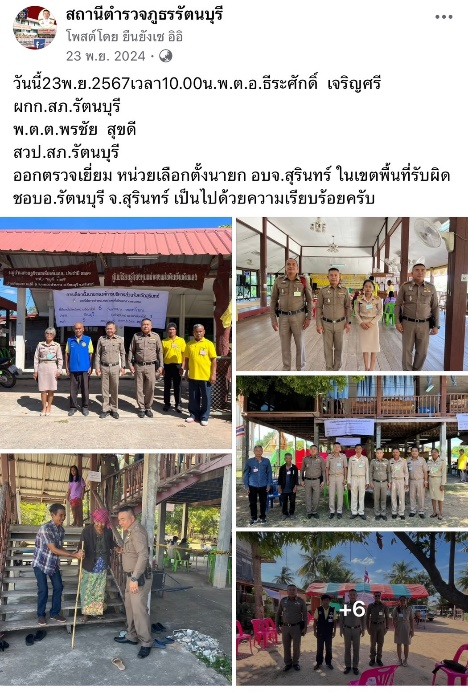 สถานีตำรวจภูธรรัตนบุรี
โพสต์โดย ยืนยังเซ อิอิ
23 พ.ย. 2024 ·
วันนี้23พ.ย.2567เวลา10.00น.พ.ต.อ.ธีระศักดิ์ เจริญศรี
ผกก.สภ.รัตนบุรี
พ.ต.ต.พรชัย สุขดี
สวป.สภ.รัตนบุรี
ออกตรวจเยี่ยม หน่วยเลือกตั้งนายก อบจ.สุรินทร์ ในเขตพื้นที่รับผิด
ชอบอ.รัตนบุรี จ.สุรินทร์ เป็นไปด้วยความเรียบร้อยครับ
+6